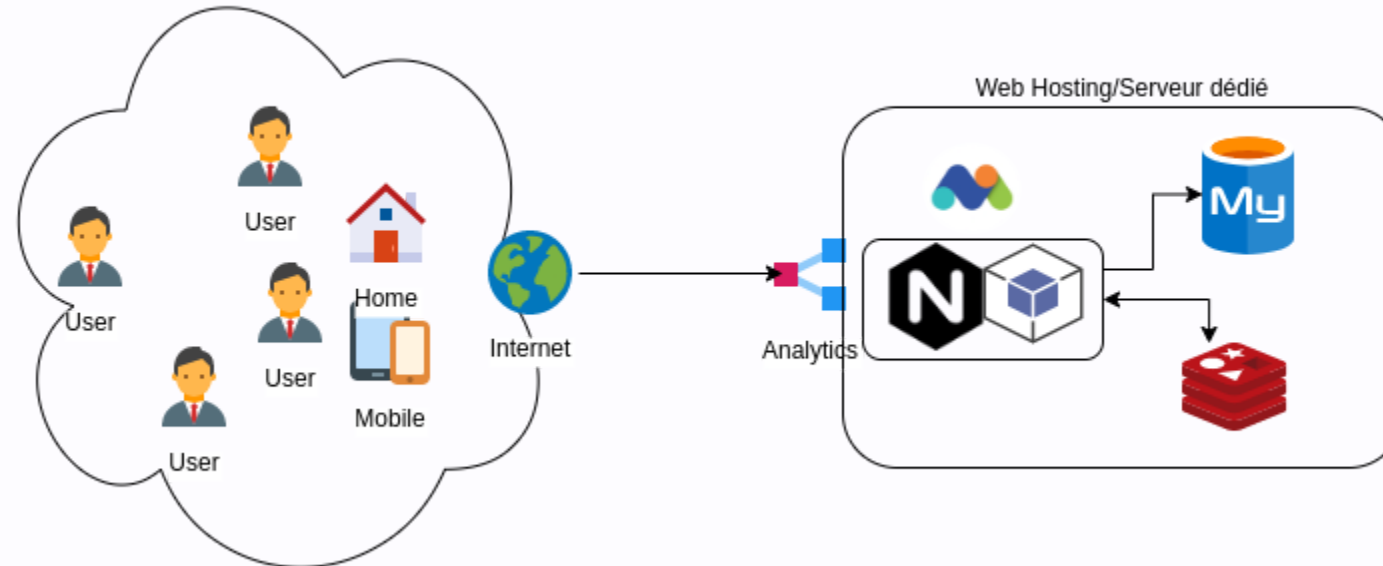 Web Hosting/Serveur dédié
User
User
Home
User
Mobile
User
Internet
Analytics
My
N